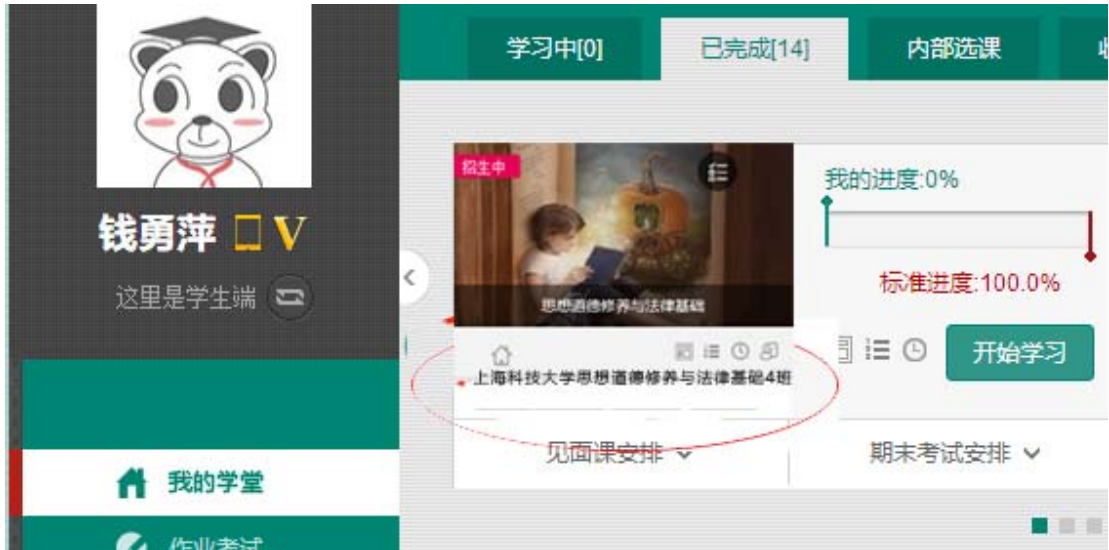 学习中[0]
已完成[14]
内部选课
钱勇萍 V
这里是学生端
招生中
思想道德修养与法律基础
我的进度:0%
标准进度:100.0%
开始学习
上海科技大学思想道德修养与法律基础4班
见面课安排
期末考试安排
我的学堂
作业考试